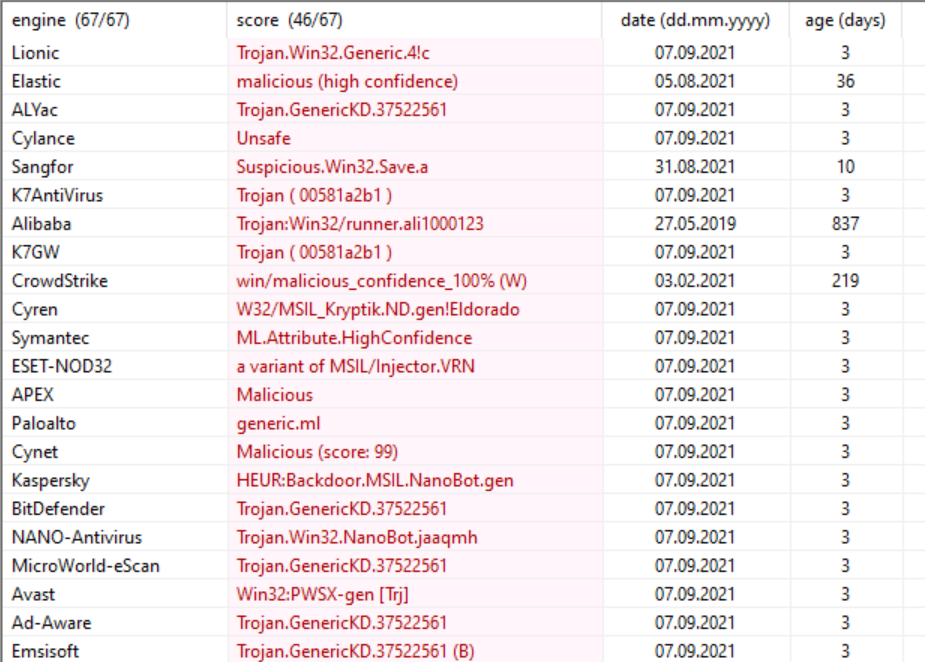 engine (67/67) score (46/67) date (dd.mm.yyyy) age (days)
Lionic Trojan.Win32.Generic.4!c 07.09.2021 3
Elastic malicious (high confidence) 05.08.2021 36
ALYac Trojan.GenericKD.37522561 07.09.2021 3
Cylance Unsafe 07.09.2021 3
Sangfor Suspicious.Win32.Save.a 31.08.2021 10
K7AntiVirus Trojan ( 00581a2b1 ) 07.09.2021 3
Alibaba Trojan:Win32/runner.ali1000123 27.05.2019 837
K7GW Trojan ( 00581a2b1 ) 07.09.2021 3
CrowdStrike win/malicious_confidence_100% (W) 03.02.2021 219
Cyren W32/MSIL_Kryptik.ND.gen!Eldorado 07.09.2021 3
Symantec ML.Attribute.HighConfidence 07.09.2021 3
ESET-NOD32 a variant of MSIL/Injector.VRN 07.09.2021 3
APEX Malicious 07.09.2021 3
Paloalto generic.ml 07.09.2021 3
Cynet Malicious (score: 99) 07.09.2021 3
Kaspersky HEUR:Backdoor.MSIL.NanoBot.gen 07.09.2021 3
BitDefender Trojan.GenericKD.37522561 07.09.2021 3
NANO-Antivirus Trojan.Win32.NanoBot.jaaqmh 07.09.2021 3
MicroWorld-eScan Trojan.GenericKD.37522561 07.09.2021 3
Avast Win32:PWSX-gen [Trj] 07.09.2021 3
Ad-Aware Trojan.GenericKD.37522561 07.09.2021 3
Emsisoft Trojan.GenericKD.37522561 (B) 07.09.2021 3